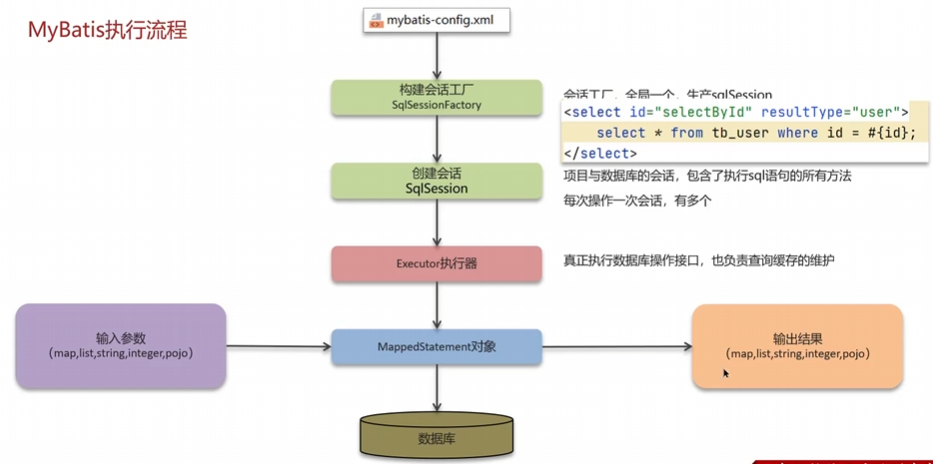 MyBatis执行流程
mybatis-config.xml
构建会话工厂
SqlSessionFactory
会话工厂，全局一个，生产sqlSession
<select id="selectById" resultType="user">
select * from tb_user where id = #{id};
</select>
创建会话
SqlSession
项目与数据库的会话，包含了执行sql语句的所有方法
每次操作一次会话，有多个
Executor执行器
真正执行数据库操作接口，也负责查询缓存的维护
输入参数
（map,list,string,integer,pojo）
MappedStatement对象
输出结果
（map,list,string,integer,pojo）
数据库